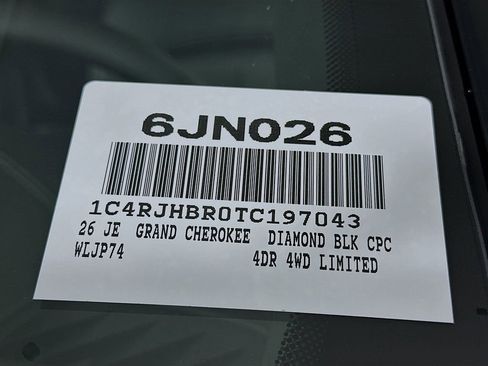 6JN026
1C4RJHBR0TC197043
26 JE GRAND CHEROKEE DIAMOND BLK CPC
WLJP74 4DR 4WD LIMITED